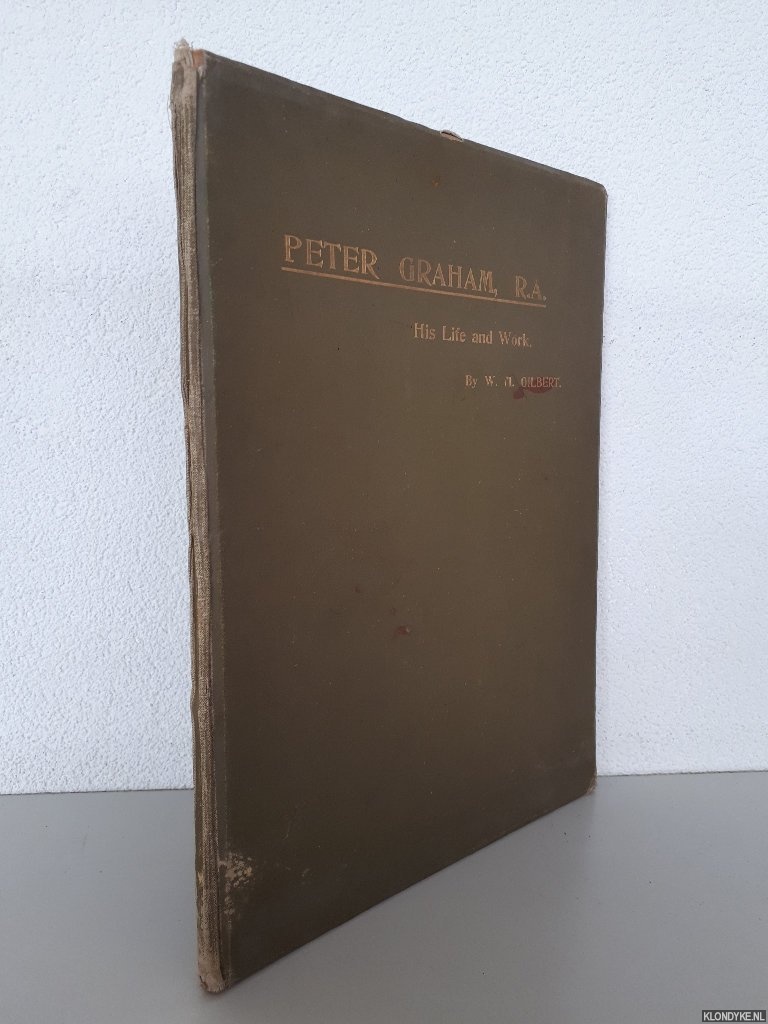 PETER GRAHAM, R.A.
His Life and Work.
By W. M. GILBERT.
KLONDYKE.NL